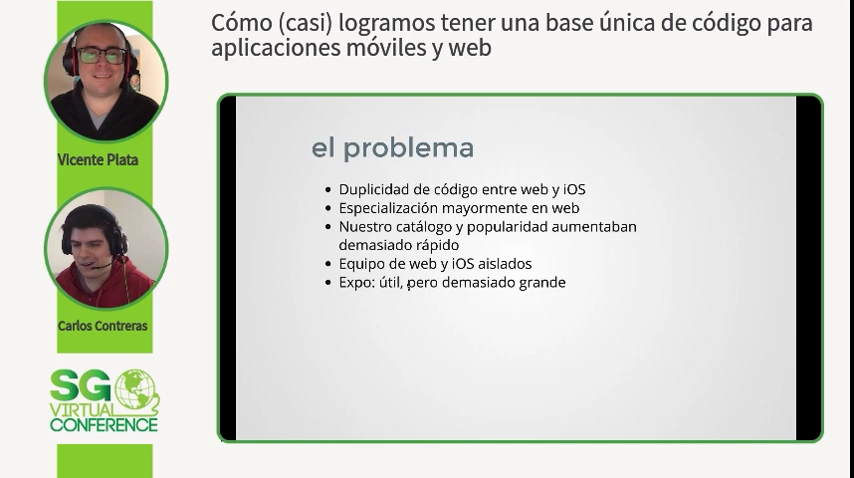 Cómo (casi) logramos tener una base única de código para
aplicaciones móviles y web
Vicente Plata
Carlos Contreras
SG
VIRTUAL
CONFERENCE
el problema
• Duplicidad de código entre web y iOS
• Especialización mayormente en web
• Nuestro catálogo y popularidad aumentaban
demasiado rápido
• Equipo de web y iOS aislados
• Expo: útil, pero demasiado grande